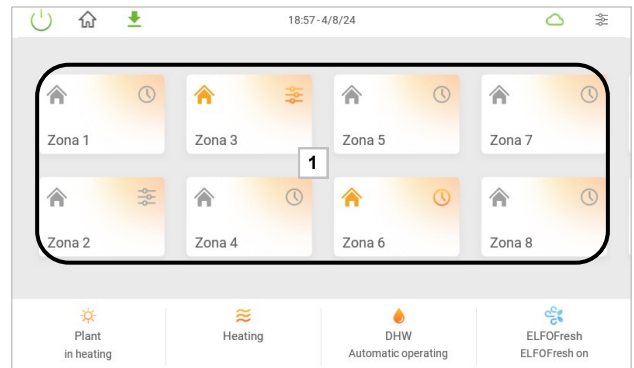 18:57-4/8/24
Zona 1
Zona 3
Zona 5
Zona 7
1
Zona 2
Zona 4
Zona 6
Zona 8
Plant
in heating
Heating
DHW
Automatic operating
ELFOFresh
ELFOFresh on